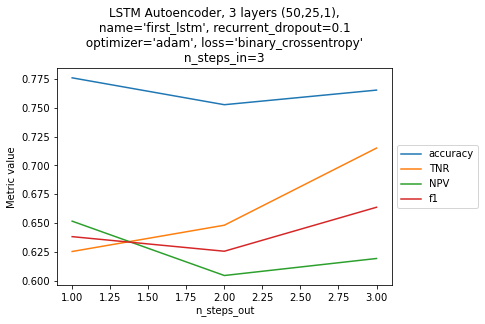 LSTM Autoencoder, 3 layers (50,25,1),
name='first_lstm', recurrent_dropout=0.1
optimizer='adam', loss='binary_crossentropy'
n_steps_in=3
Metric value
0.775
0.750
0.725
0.700
0.675
0.650
0.625
0.600
accuracy
TNR
NPV
f1
1.00 1.25 1.50 1.75 2.00 2.25 2.50 2.75 3.00
n_steps_out